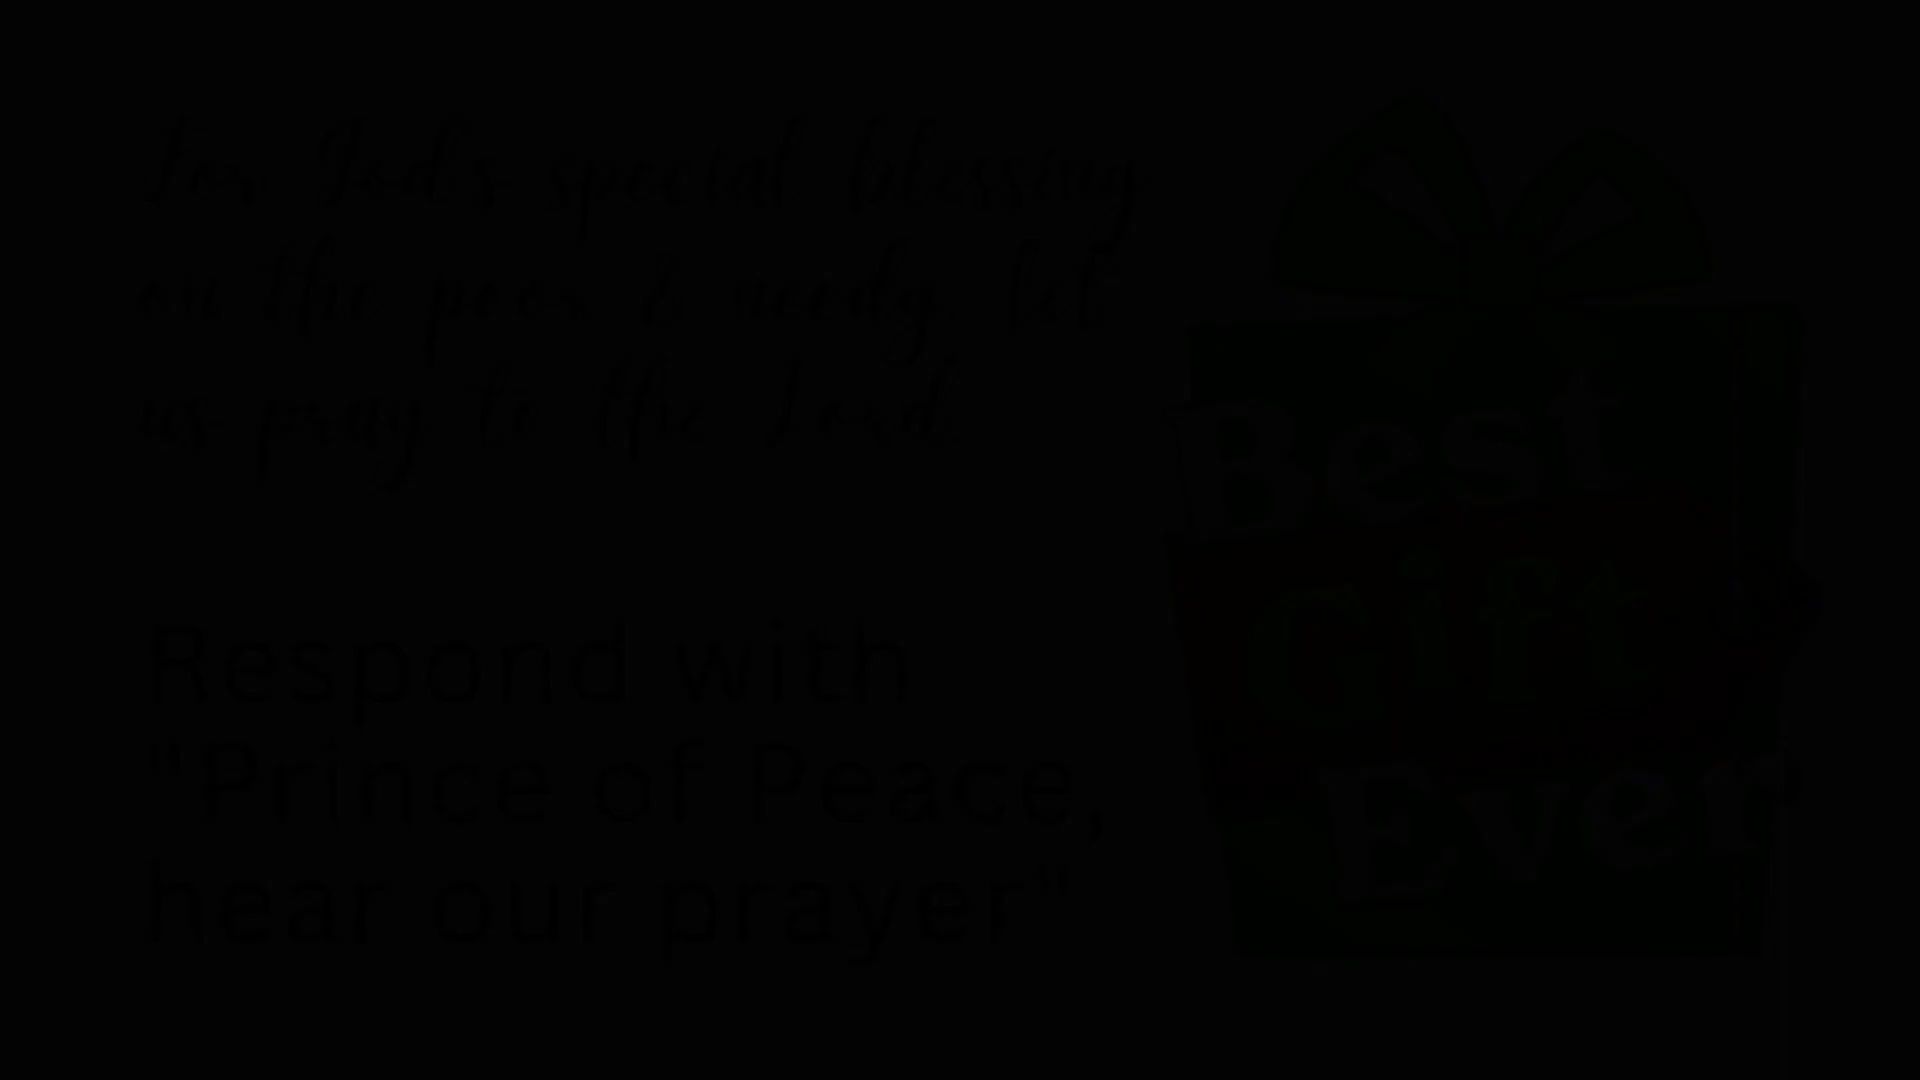 For God's special blessing
on the poor & needy, let
us pray to the Lord.
Respond with
"Prince of Peace,
hear our prayer"
Best
Gift
Ever